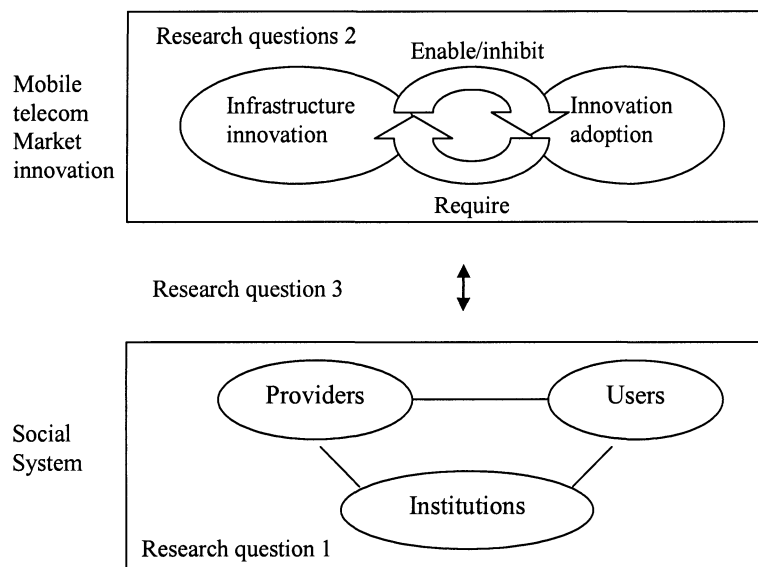 Research questions 2
Enable/inhibit
Mobile
telecom
Market
innovation
Infrastructure
innovation
Innovation
adoption
Require
Research question 3
Providers
Users
Social
System
Institutions
Research question 1